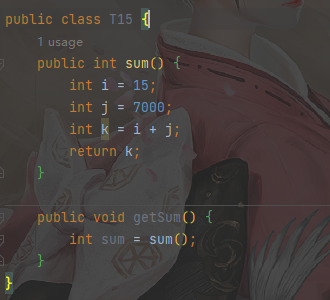 public class T15 {
1 usage
public int sum() {
int i = 15;
int j = 7000;
int k = i + j;
return k;
}
public void getSum() {
int sum = sum();
}
}